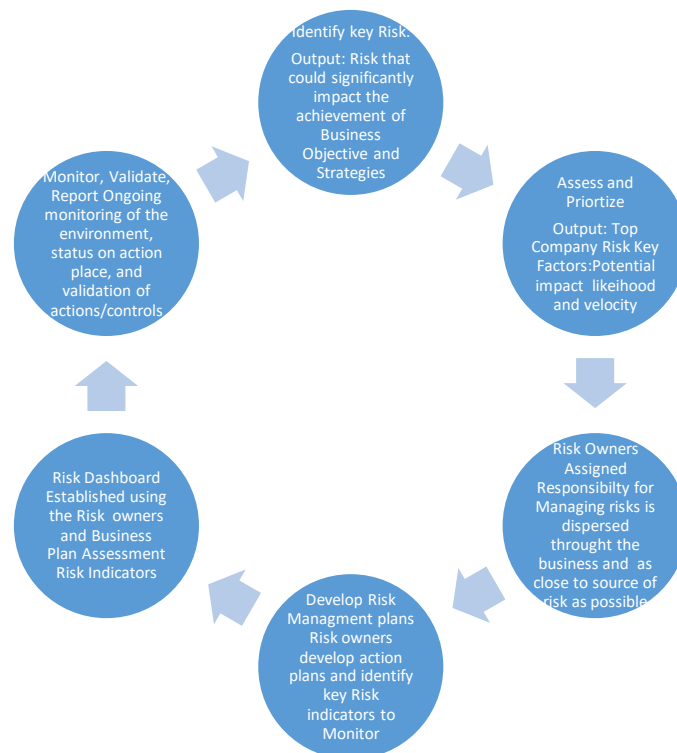 Identify key Risk.
Output: Risk that
could significantly
impact the
achievement of
Business
Objective and
Strategies
Assess and
Priortize
Output: Top
Company Risk Key
Factors:Potential
impact likeihood
and velocity
Risk Owners
Assigned
Responsibilty for
Managing risks is
dispersed
throught the
business and as
close to source of
risk as possible
Develop Risk
Managment plans
Risk owners
develop action
plans and identify
key Risk
indicators to
Monitor
Risk Dashboard
Established using
the Risk owners
and Business
Plan Assessment
Risk Indicators
Monitor, Validate,
Report Ongoing
monitoring of the
environment,
status on action
place, and
validation of
actions/controls